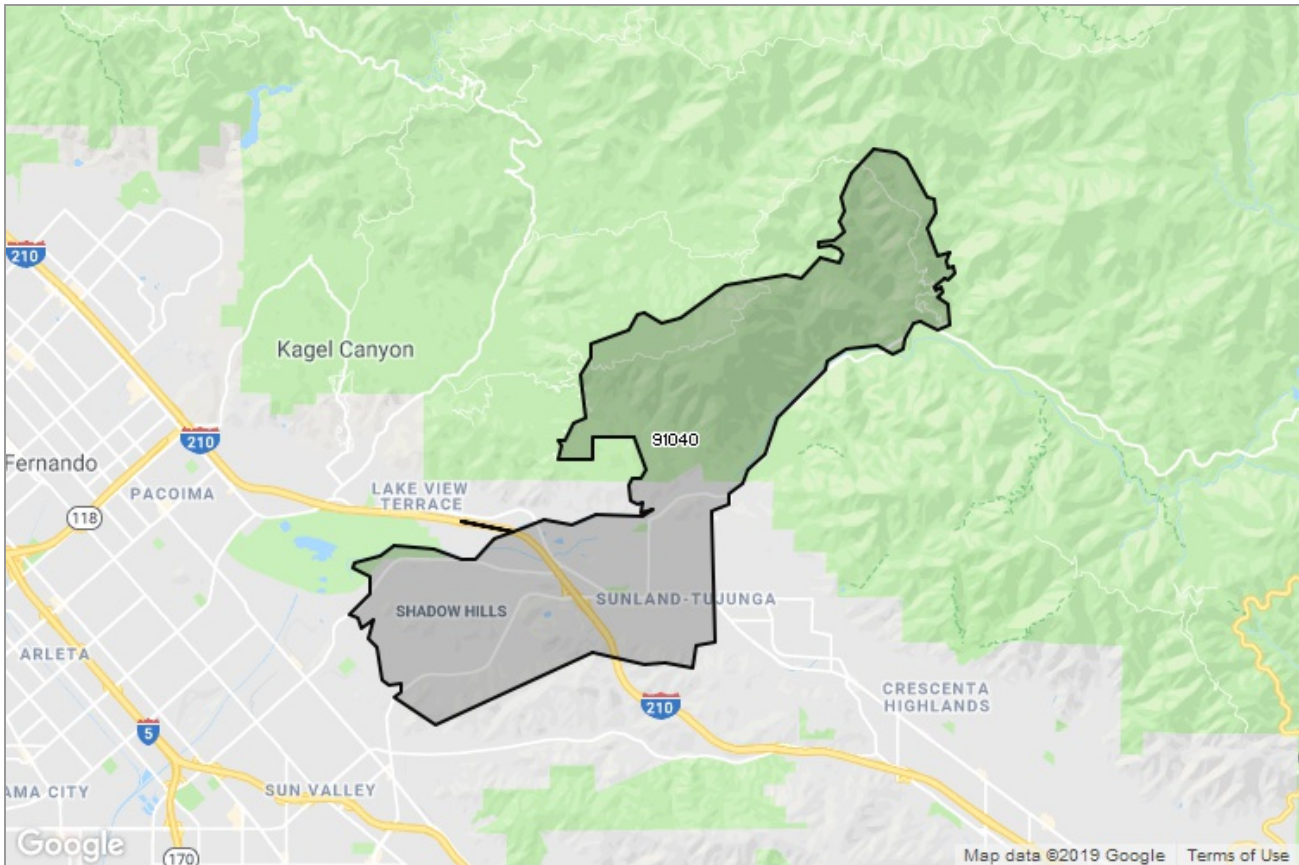 210
Kagel Canyon
210
Fernando
91040
PACOIMA
LAKE VIEW
TERRACE
118
SHADOW HILLS
SUNLAND-TUJUNGA
ARLETA
CRESCENTA
HIGHLANDS
210
5
AMA CITY
SUN VALLEY
Google
170
Map data ©2019 Google
Terms of Use